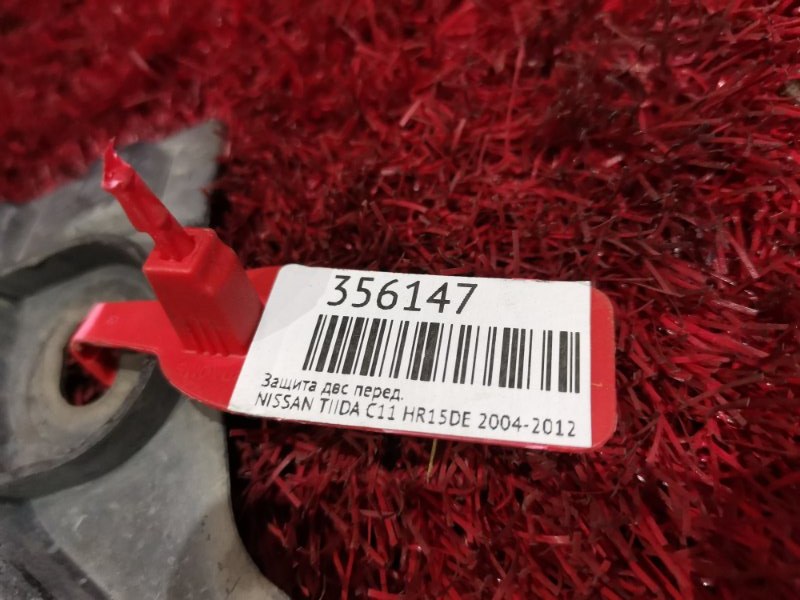 356147
Защита двс перед.
NISSAN TIIDA C11 HR15DE 2004-2012